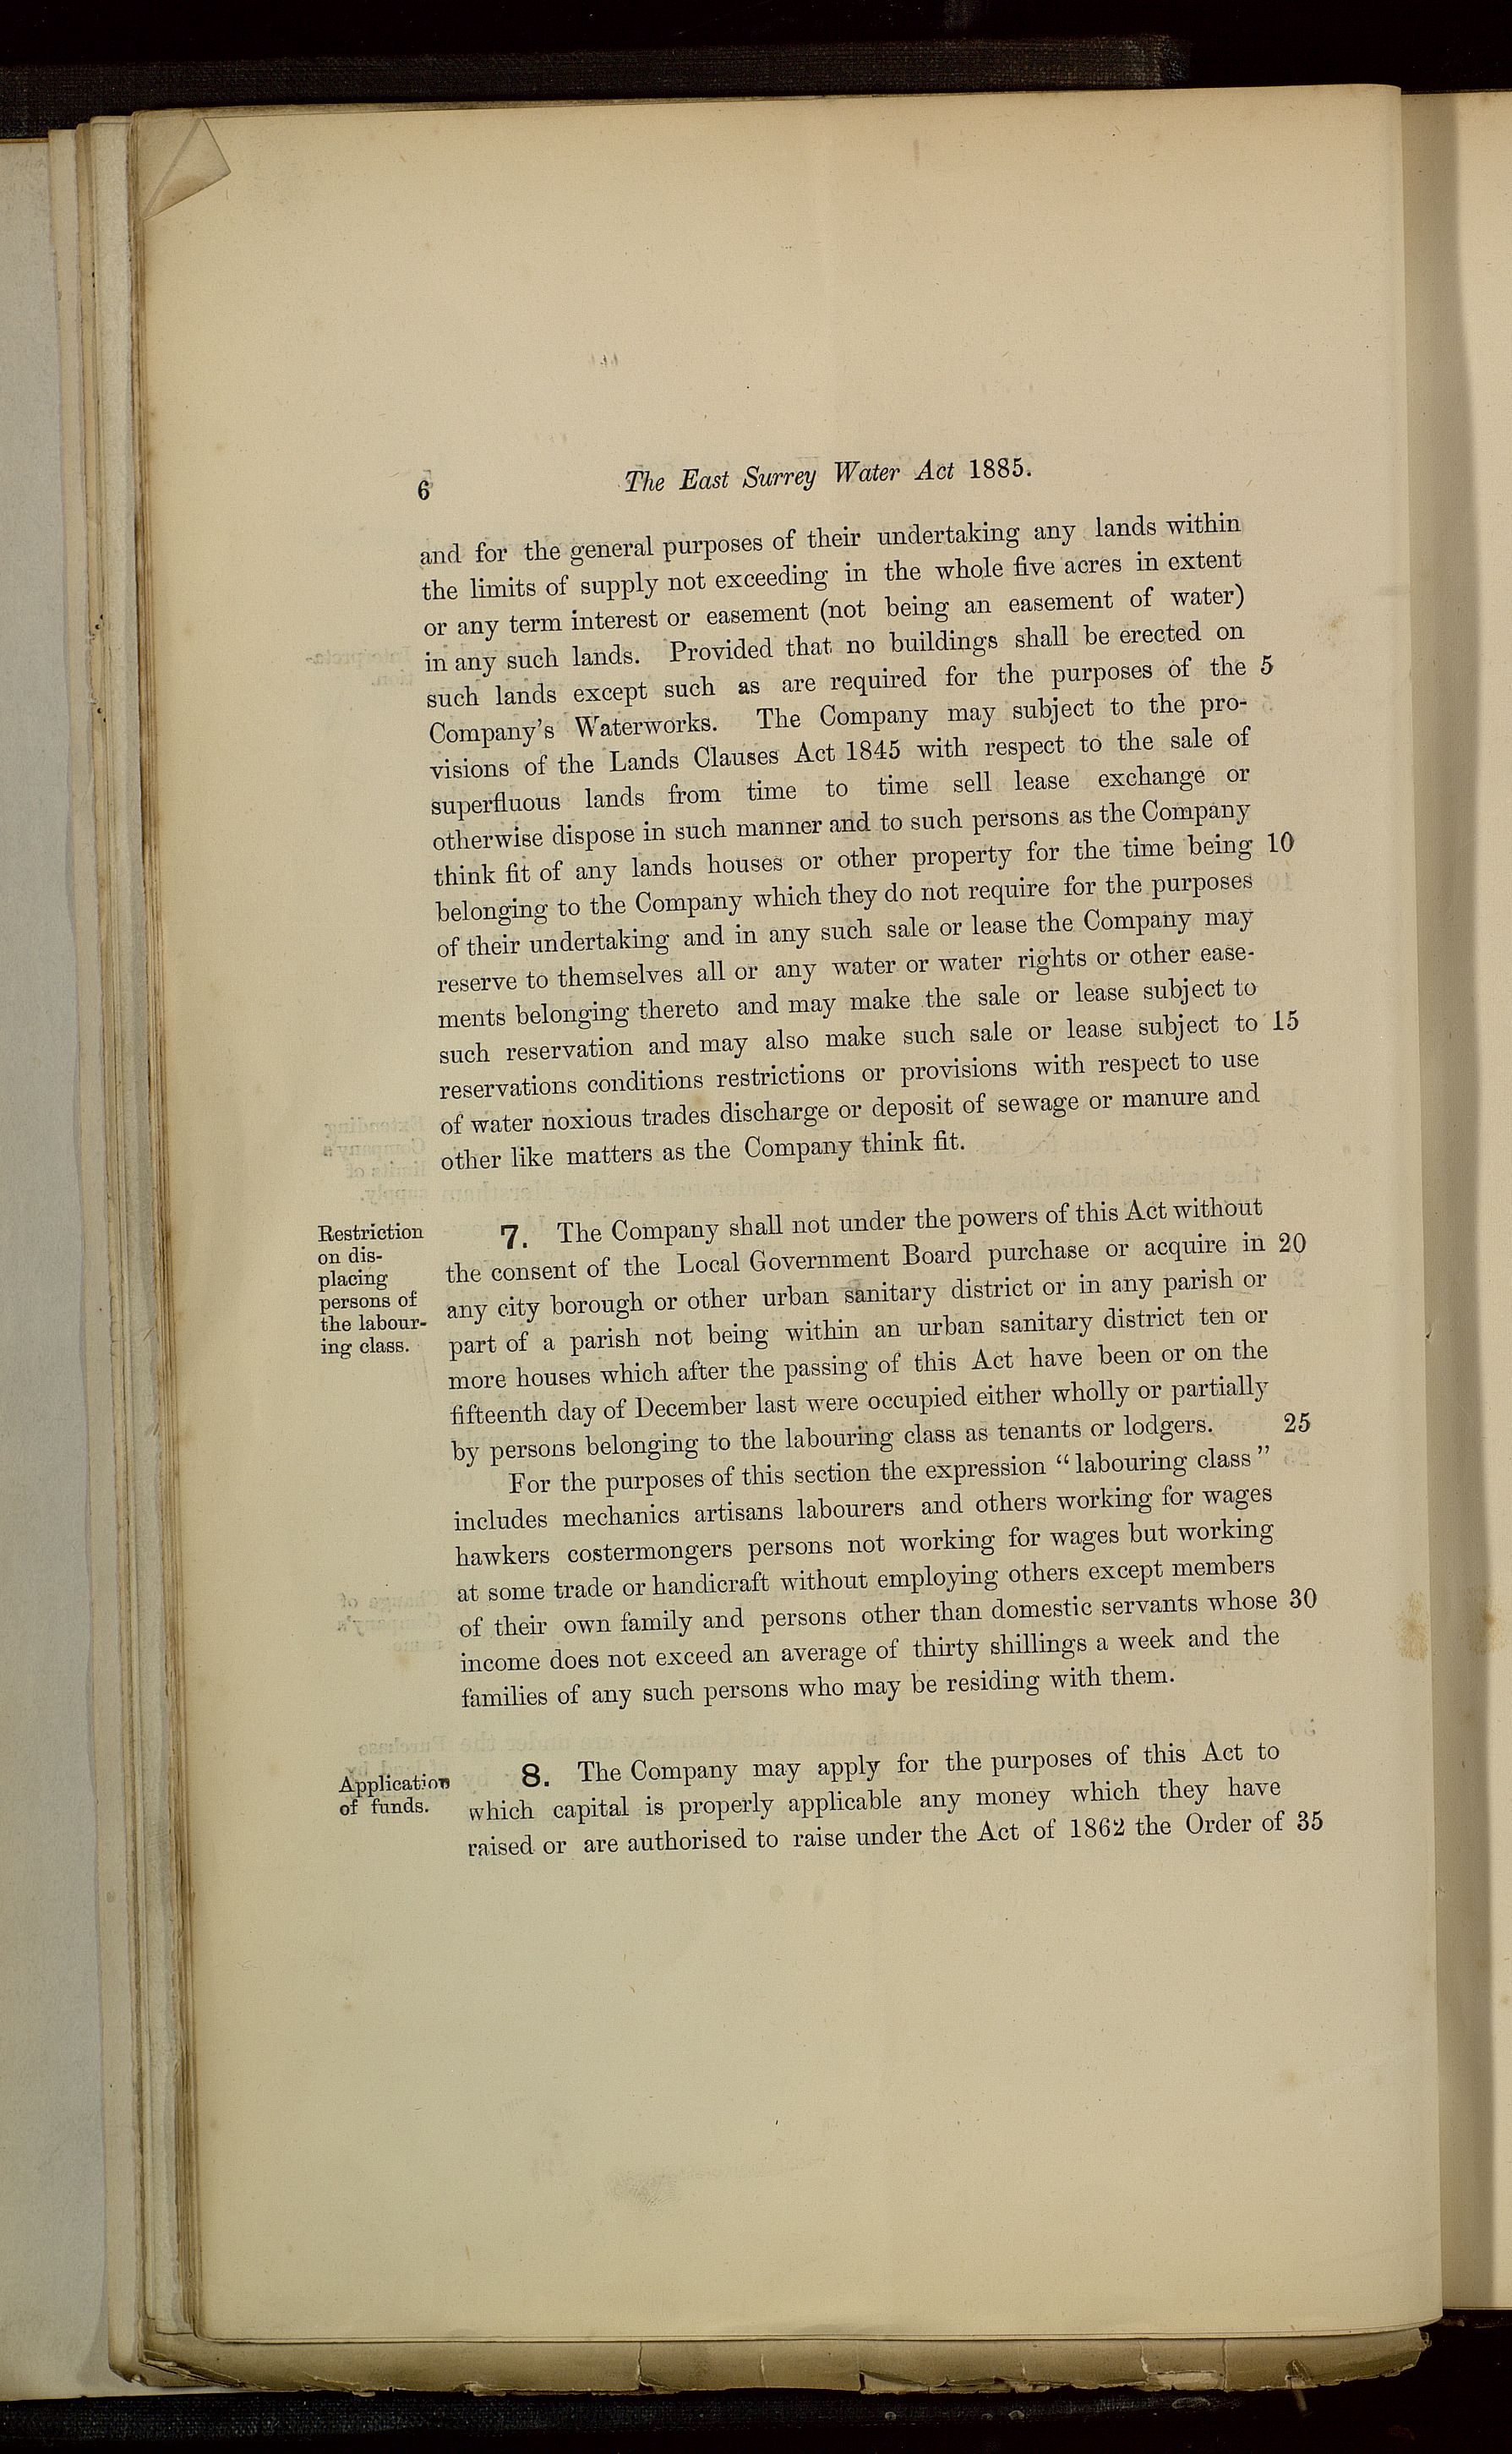 6
The East Surrey Water Act 1885.
and for the general purposes of their undertaking any lands within
the limits of supply not exceeding in the whole five acres in extent
or any term interest or easement (not being an easement of water)
in any such lands. Provided that no buildings shall be erected on
such lands except such as are required for the purposes of the 5
Company's Waterworks. The Company may subject to the pro-
visions of the Lands Clauses Act 1845 with respect to the sale of
superfluous lands from time to time sell lease exchange or
otherwise dispose in such manner and to such persons as the Company
think fit of any lands houses or other property for the time being 10
belonging to the Company which they do not require for the purposes
of their undertaking and in any such sale or lease the Company may
reserve to themselves all or any water or water rights or other ease-
ments belonging thereto and may make the sale or lease subject to
such reservation and may also make such sale or lease subject to 15
reservations conditions restrictions or provisions with respect to use
of water noxious trades discharge or deposit of sewage or manure and
other like matters as the Company think fit.
Restriction
on dis-
placing
persons of
the labour-
ing class.
7. The Company shall not under the powers of this Act without
the consent of the Local Government Board purchase or acquire in 20
any city borough or other urban sanitary district or in any parish or
part of a parish not being within an urban sanitary district ten or
more houses which after the passing of this Act have been or on the
fifteenth day of December last were occupied either wholly or partially
by persons belonging to the labouring class as tenants or lodgers. 25
For the purposes of this section the expression "labouring class"
includes mechanics artisans labourers and others working for wages
hawkers costermongers persons not working for wages but working
at some trade or handicraft without employing others except members
of their own family and persons other than domestic servants whose 30
income does not exceed an average of thirty shillings a week and the
families of any such persons who may be residing with them.
Application
of funds.
8. The Company may apply for the purposes of this Act to
which capital is properly applicable any money which they have
raised or are authorised to raise under the Act of 1862 the Order of 35